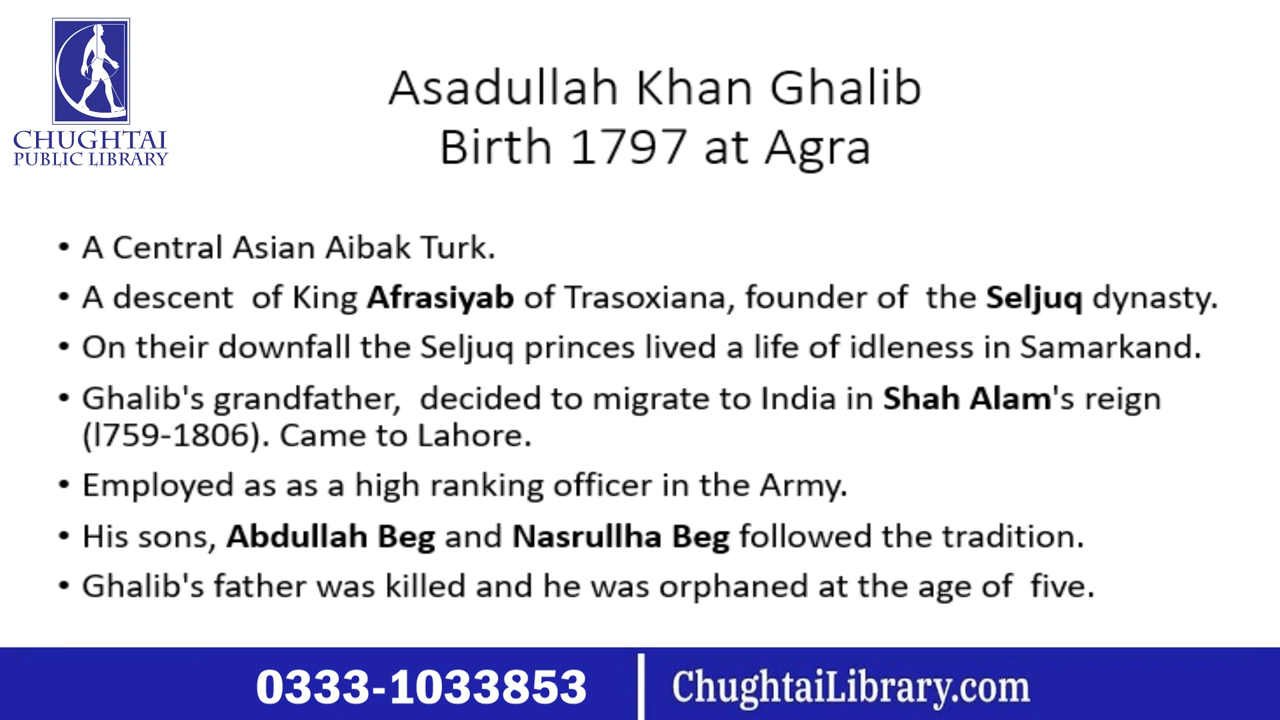 CHUGHTAI
PUBLIC LIBRARY
Asadullah Khan Ghalib
Birth 1797 at Agra
• A Central Asian Aibak Turk.
• A descent of King Afrasiyab of Trasoxiana, founder of the Seljuq dynasty.
• On their downfall the Seljuq princes lived a life of idleness in Samarkand.
• Ghalib's grandfather, decided to migrate to India in Shah Alam's reign
(l759-1806). Came to Lahore.
• Employed as as a high ranking officer in the Army.
• His sons, Abdullah Beg and Nasrullha Beg followed the tradition.
• Ghalib's father was killed and he was orphaned at the age of five.
0333-1033853 | ChughtaiLibrary.com